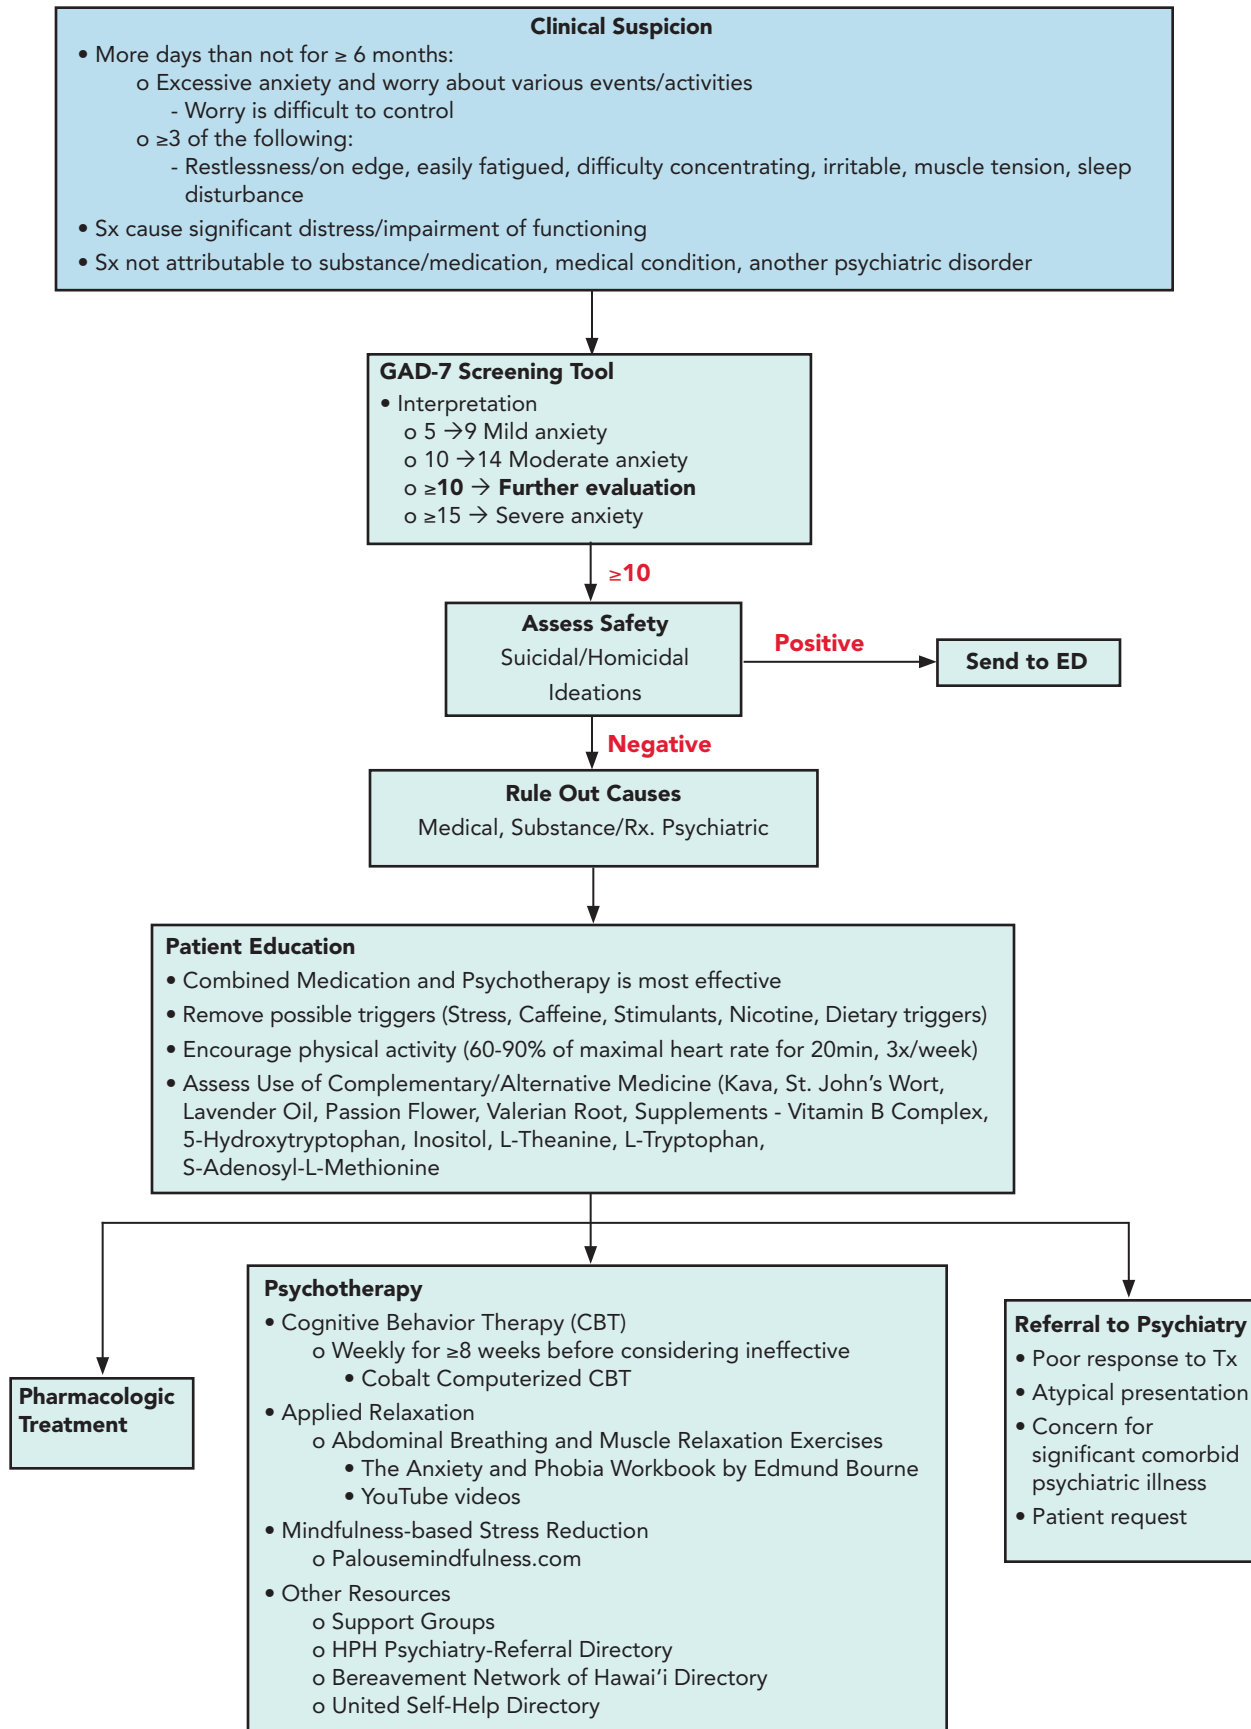 Clinical Suspicion
• More days than not for ≥ 6 months:
o Excessive anxiety and worry about various events/activities
- Worry is difficult to control
o ≥3 of the following:
- Restlessness/on edge, easily fatigued, difficulty concentrating, irritable, muscle tension, sleep
disturbance
• Sx cause significant distress/impairment of functioning
• Sx not attributable to substance/medication, medical condition, another psychiatric disorder
GAD-7 Screening Tool
• Interpretation
o 5 →9 Mild anxiety
o 10 →14 Moderate anxiety
o ≥10 → Further evaluation
o ≥15 → Severe anxiety
≥10
Assess Safety
Suicidal/Homicidal
Ideations
Positive
Send to ED
Negative
Rule Out Causes
Medical, Substance/Rx. Psychiatric
Patient Education
• Combined Medication and Psychotherapy is most effective
• Remove possible triggers (Stress, Caffeine, Stimulants, Nicotine, Dietary triggers)
• Encourage physical activity (60-90% of maximal heart rate for 20min, 3x/week)
• Assess Use of Complementary/Alternative Medicine (Kava, St. John’s Wort,
Lavender Oil, Passion Flower, Valerian Root, Supplements - Vitamin B Complex,
5-Hydroxytryptophan, Inositol, L-Theanine, L-Tryptophan,
S-Adenosyl-L-Methionine
Pharmacologic
Treatment
Psychotherapy
• Cognitive Behavior Therapy (CBT)
o Weekly for ≥8 weeks before considering ineffective
• Cobalt Computerized CBT
• Applied Relaxation
o Abdominal Breathing and Muscle Relaxation Exercises
• The Anxiety and Phobia Workbook by Edmund Bourne
• YouTube videos
• Mindfulness-based Stress Reduction
o Palousemindfulness.com
• Other Resources
o Support Groups
o HPH Psychiatry-Referral Directory
o Bereavement Network of Hawai’i Directory
o United Self-Help Directory
Referral to Psychiatry
• Poor response to Tx
• Atypical presentation
• Concern for
significant comorbid
psychiatric illness
• Patient request